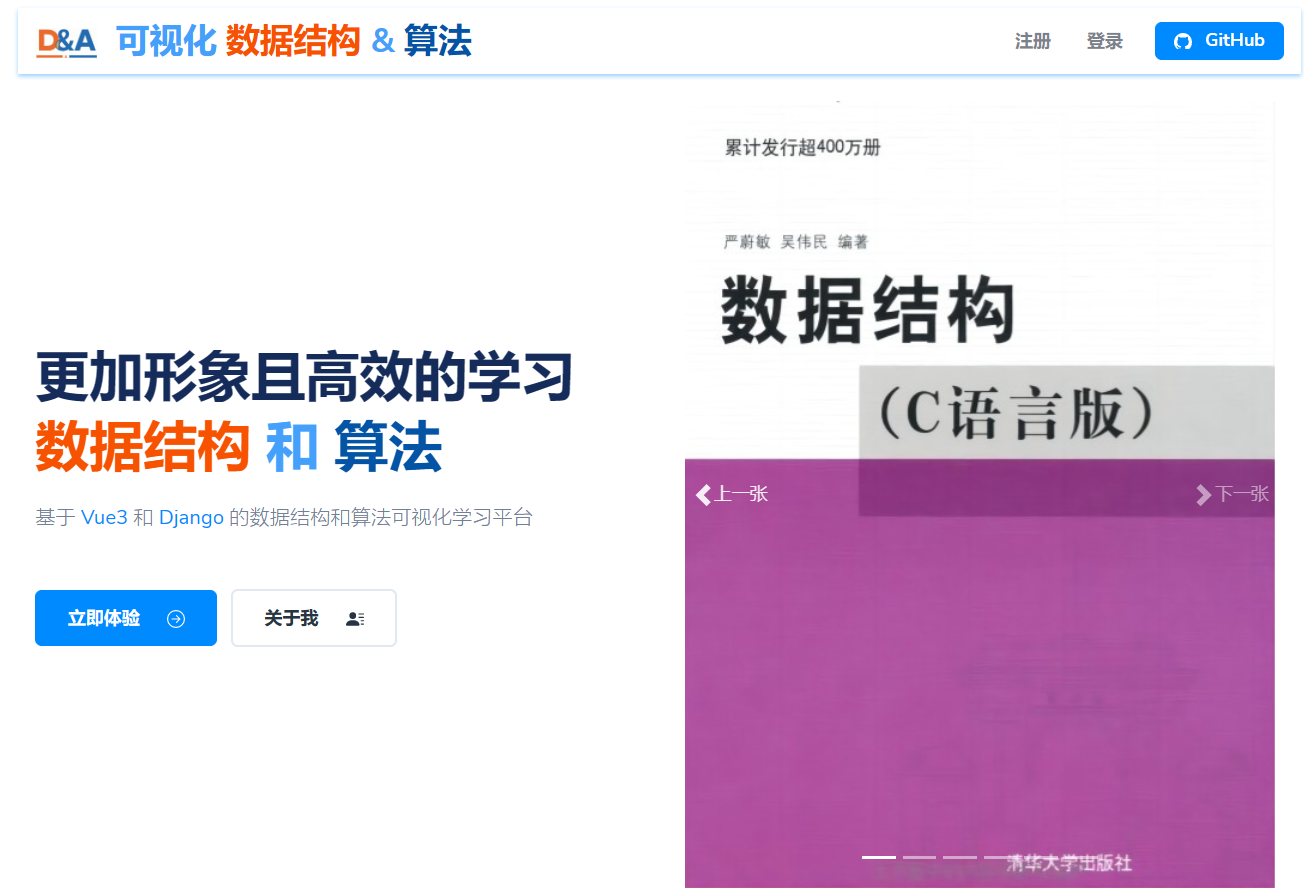 D&A 可视化 数据结构 & 算法
注册 登录 GitHub
更加形象且高效的学习
数据结构 和 算法
基于 Vue3 和 Django 的数据结构和算法可视化学习平台
立即体验 关于我
累计发行超400万册
严蔚敏 吴伟民 编著
数据结构
（C语言版）
上一张 下一张
清华大学出版社